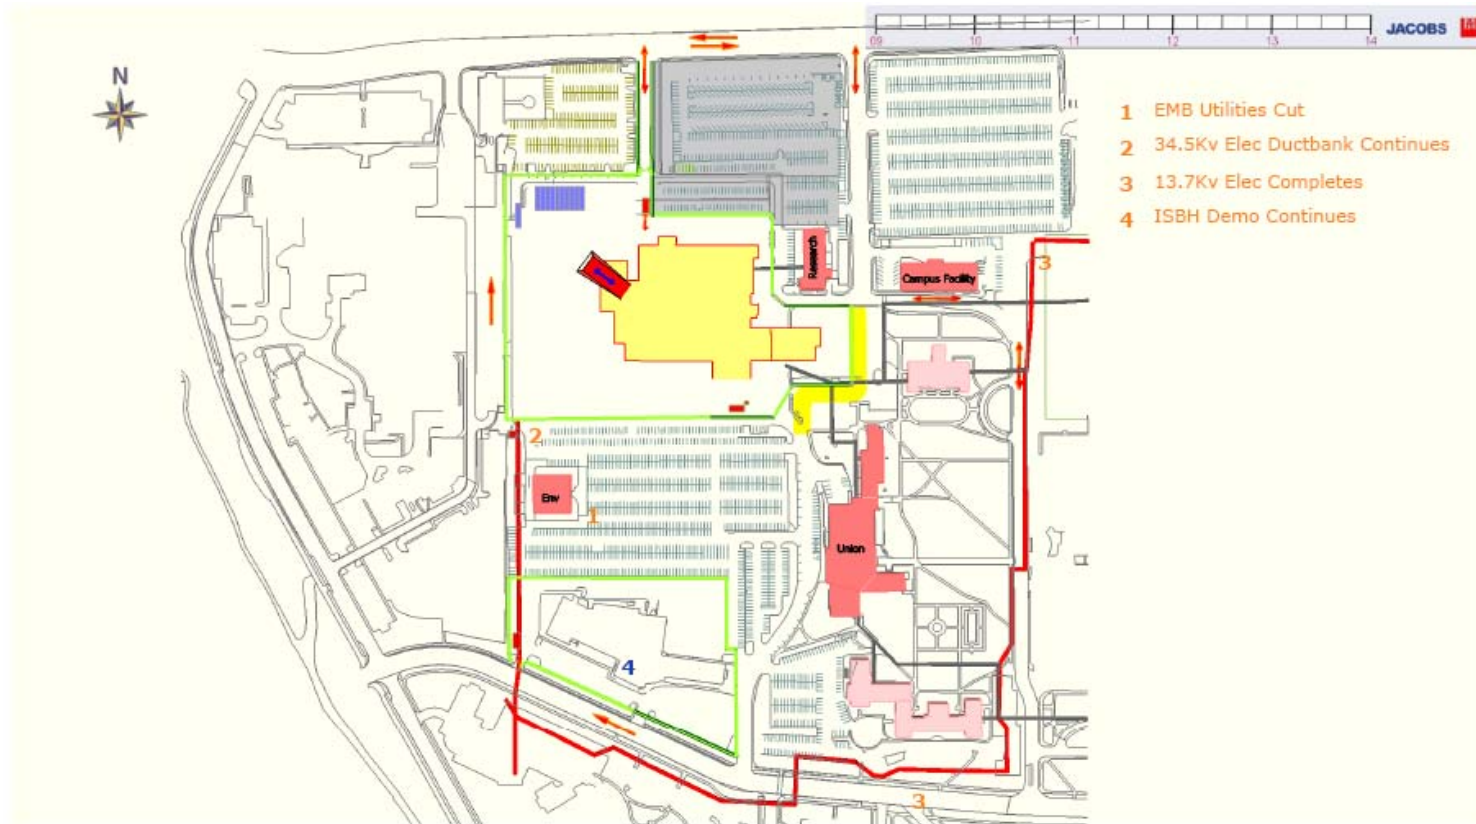 JACOBS
09 10 11 12 13 14
N
1 EMB Utilities Cut
2 34.5Kv Elec Ductbank Continues
3 13.7Kv Elec Completes
4 ISBH Demo Continues
Research
Campus Facility
3
2
Env
1
Union
4
3